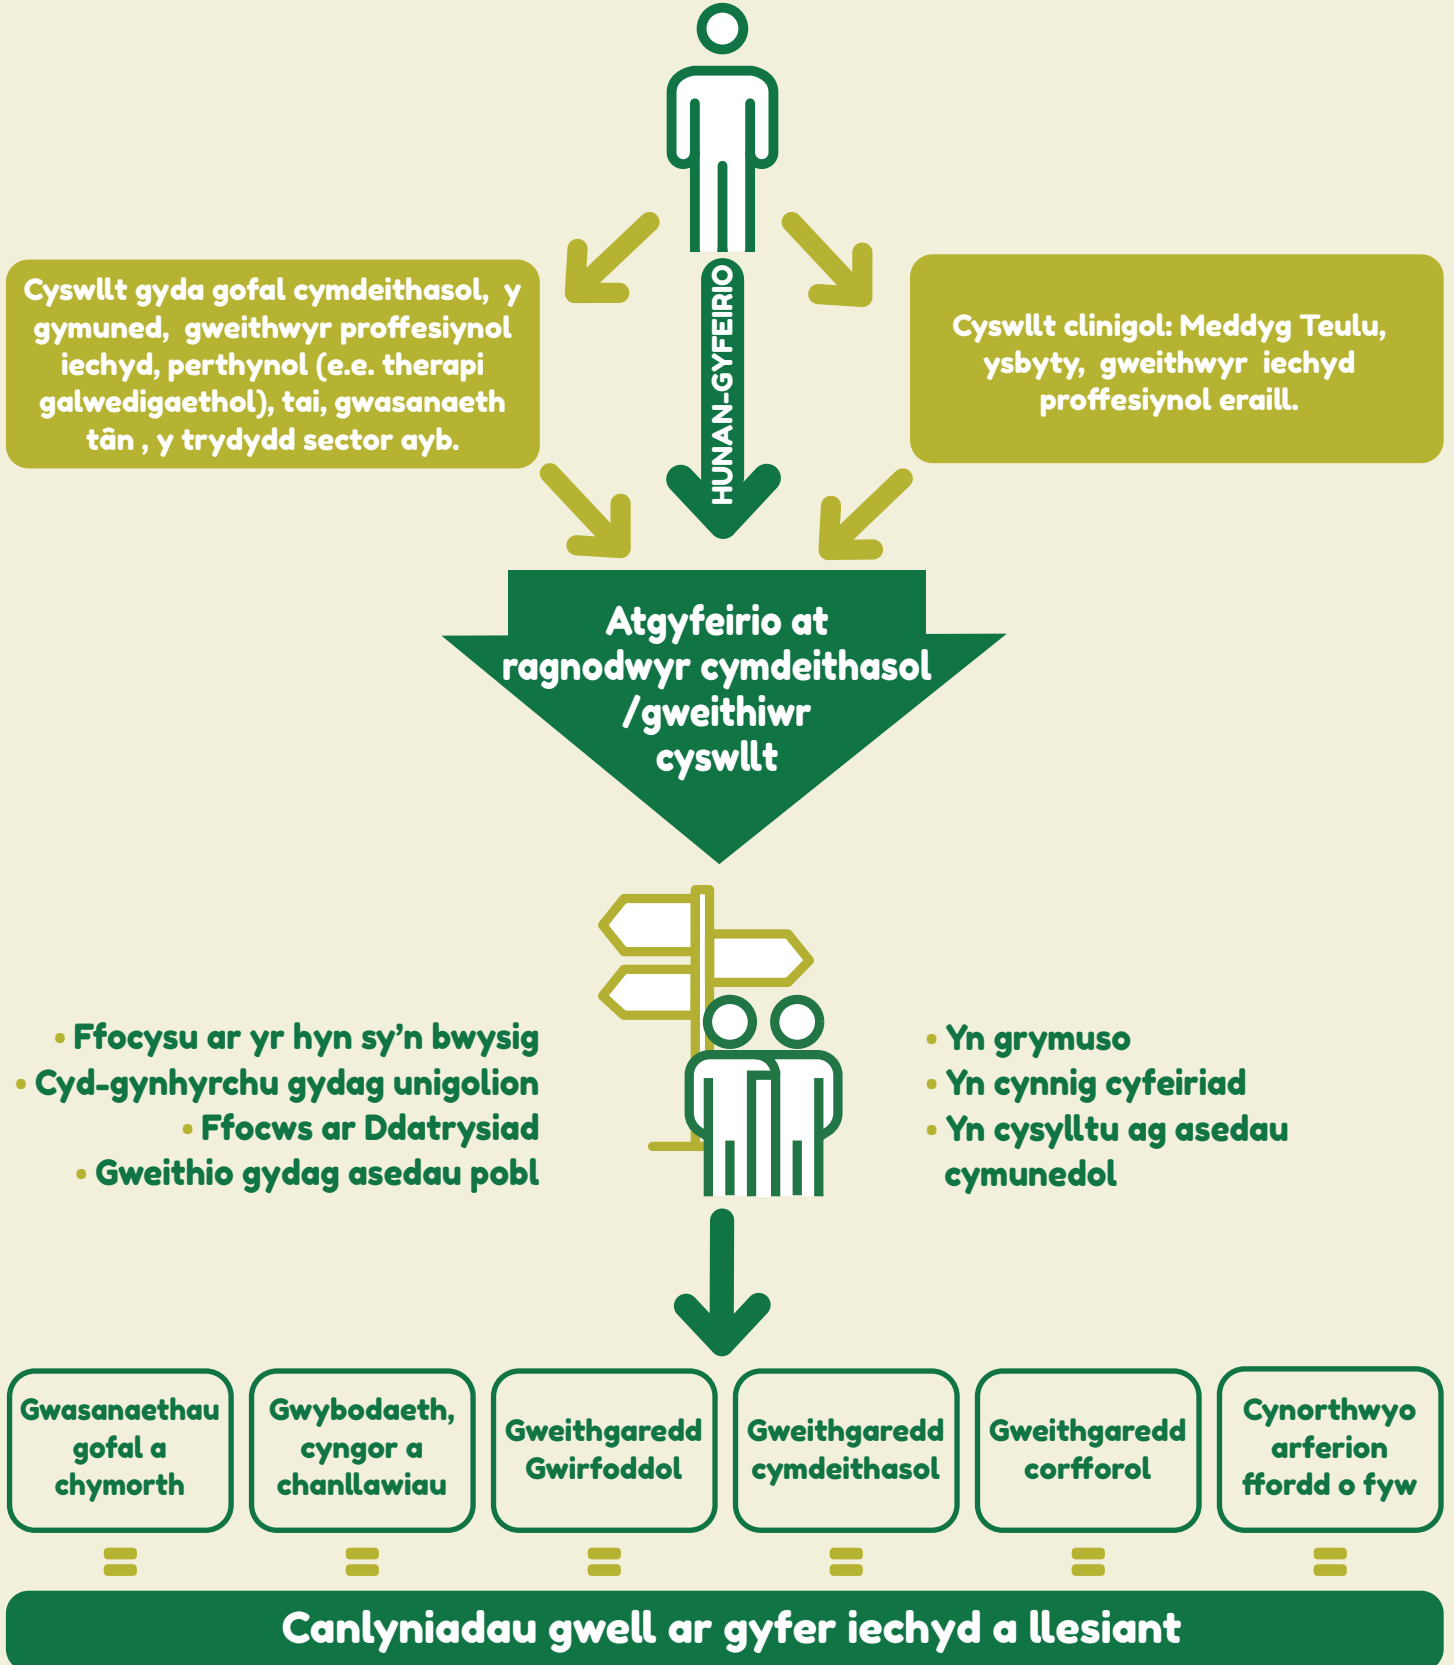 Cyswllt gyda gofal cymdeithasol, y
gymuned, gweithwyr proffesiynol
iechyd, perthynol (e.e. therapi
galwedigaethol), tai, gwasanaeth
tân , y trydydd sector ayb.
HUNAN-GYFEIRIO
Cyswllt clinigol: Meddyg Teulu,
ysbyty, gweithwyr iechyd
proffesiynol eraill.
Atgyfeirio at
ragnodwyr cymdeithasol
/gweithiwr
cyswllt
• Ffocysu ar yr hyn sy’n bwysig
• Cyd-gynhyrchu gydag unigolion
• Ffocws ar Ddatrysiad
• Gweithio gydag asedau pobl
• Yn grymuso
• Yn cynnig cyfeiriad
• Yn cysylltu ag asedau
cymunedol
Gwasanaethau
gofal a
chymorth
Gwybodaeth,
cyngor a
chanllawiau
Gweithgaredd
Gwirfoddol
Gweithgaredd
cymdeithasol
Gweithgaredd
corfforol
Cynorthwyo
arferion
ffordd o fyw
= = = = = =
Canlyniadau gwell ar gyfer iechyd a llesiant